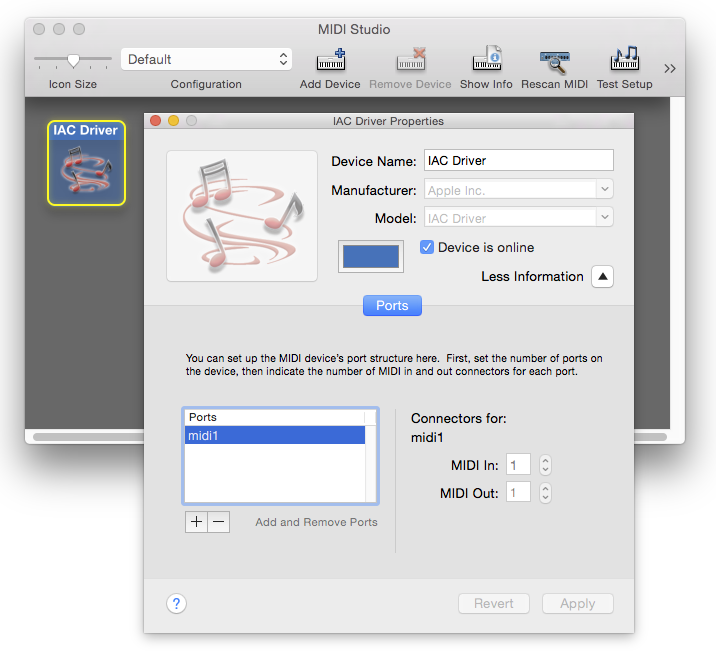 MIDI Studio
Default
Icon Size
Configuration
Add Device
Remove Device
Show Info
Rescan MIDI
Test Setup
IAC Driver
IAC Driver Properties
Device Name: IAC Driver
Manufacturer: Apple Inc.
Model: IAC Driver
Device is online
Less Information
Ports
You can set up the MIDI device's port structure here. First, set the number of ports on
the device, then indicate the number of MIDI in and out connectors for each port.
Ports
midi1
Add and Remove Ports
Connectors for:
midi1
MIDI In: 1
MIDI Out: 1
?
Revert
Apply